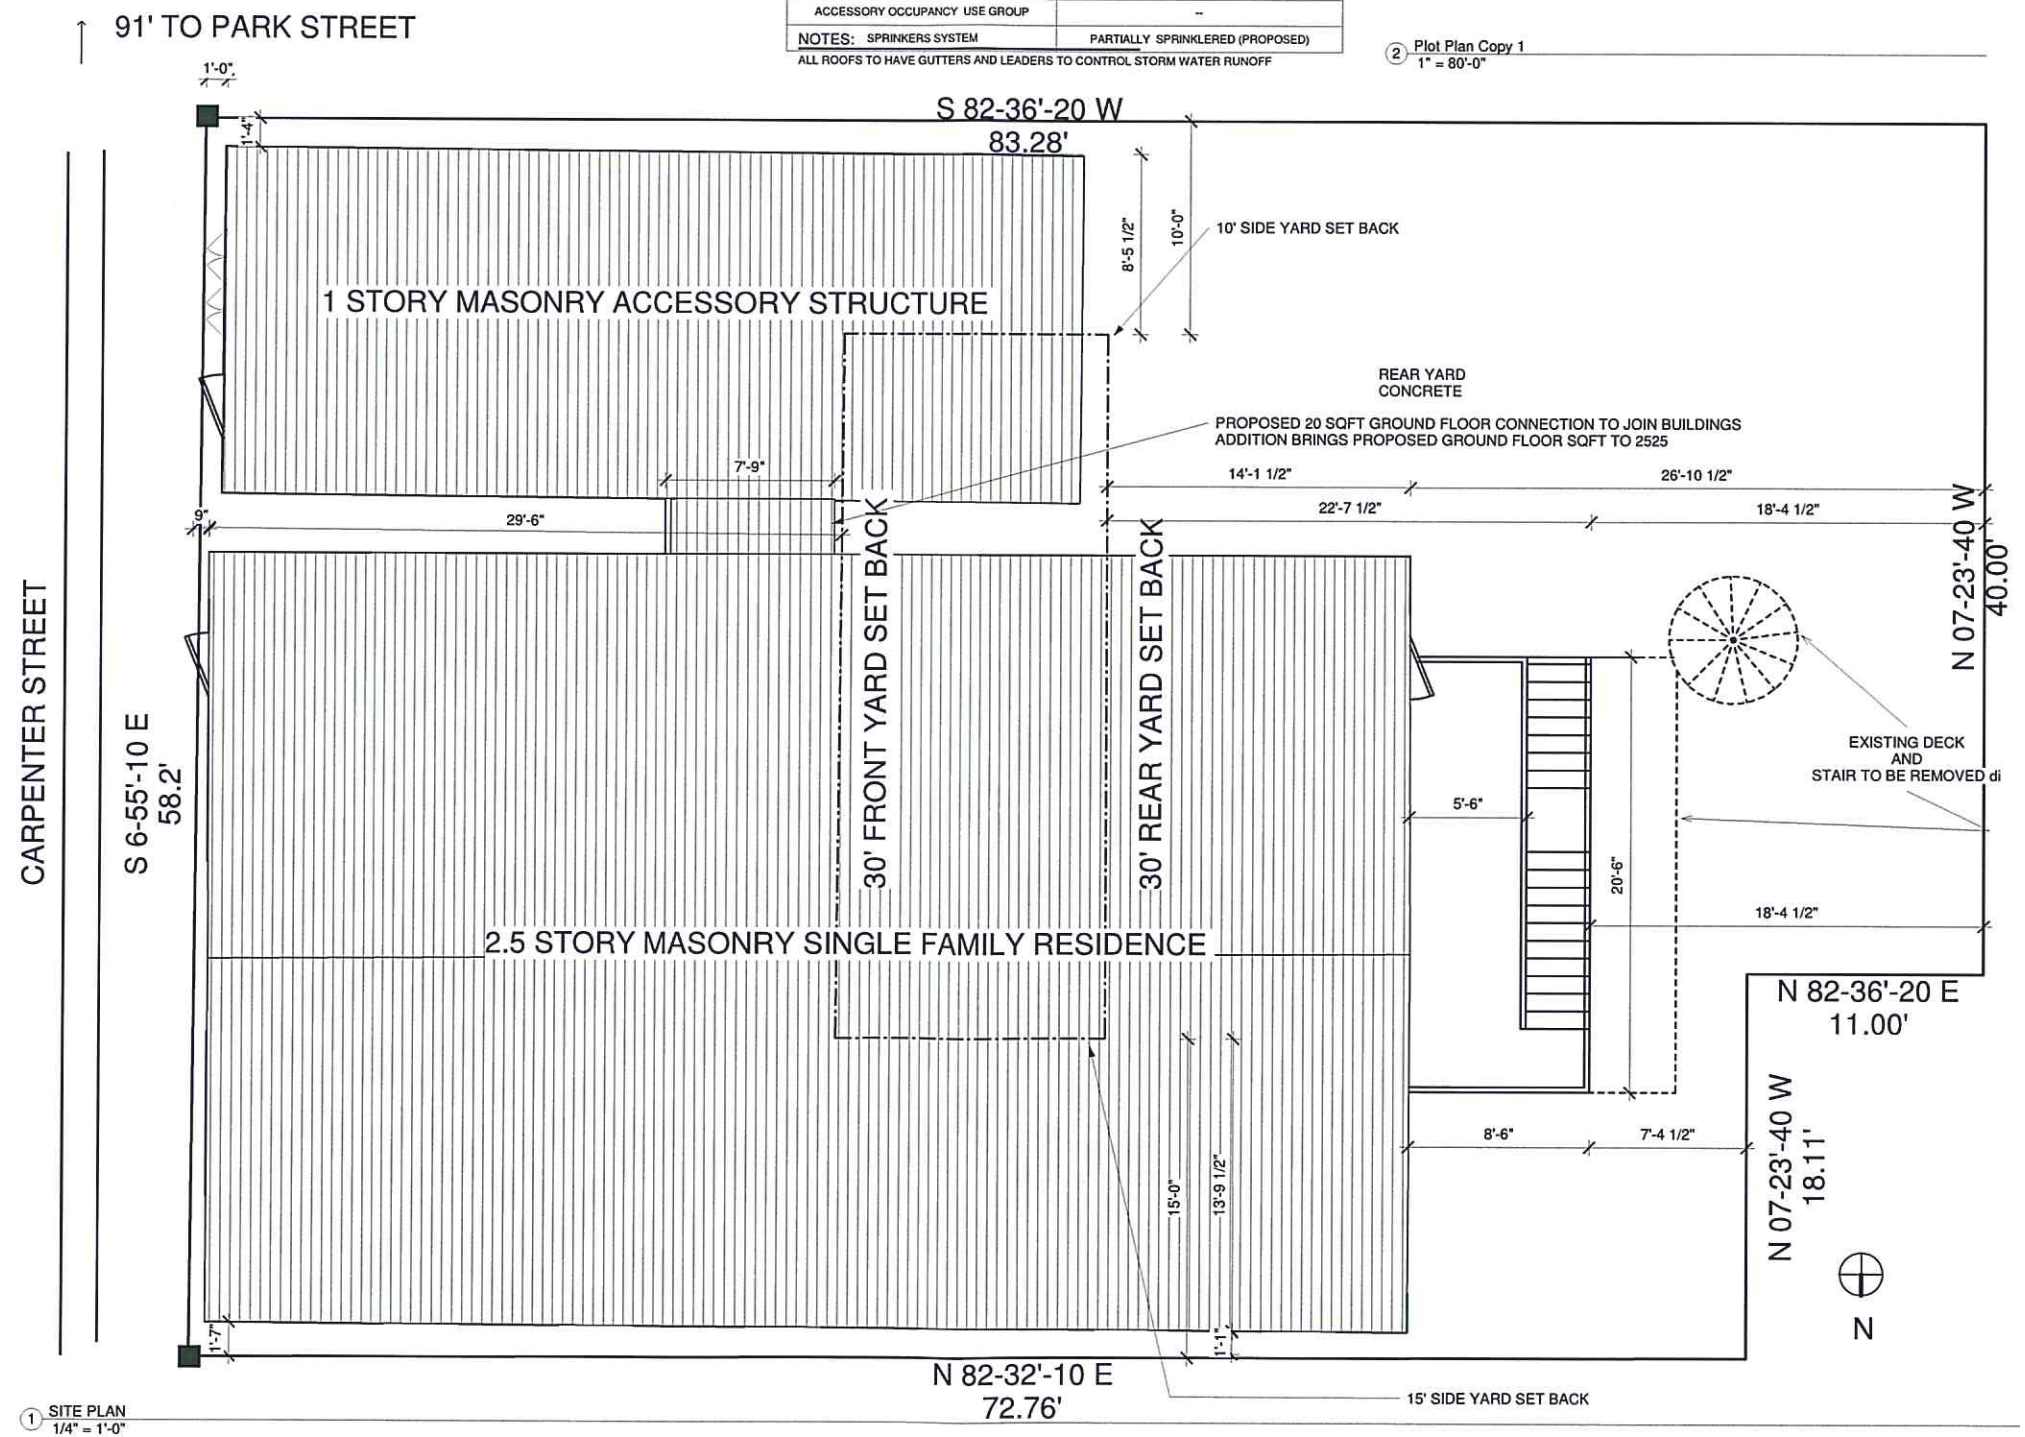 91' TO PARK STREET
ACCESSORY OCCUPANCY USE GROUP --
NOTES: SPRINKERS SYSTEM PARTIALLY SPRINKLERED (PROPOSED)
ALL ROOFS TO HAVE GUTTERS AND LEADERS TO CONTROL STORM WATER RUNOFF
2 Plot Plan Copy 1
1" = 80'-0"
1'-0"
S 82-36'-20 W
83.28'
1'-4"
8'-5 1/2"
10'-0"
10' SIDE YARD SET BACK
1 STORY MASONRY ACCESSORY STRUCTURE
REAR YARD
CONCRETE
PROPOSED 20 SQFT GROUND FLOOR CONNECTION TO JOIN BUILDINGS
ADDITION BRINGS PROPOSED GROUND FLOOR SQFT TO 2525
7'-9"
14'-1 1/2"
26'-10 1/2"
9"
29'-6"
22'-7 1/2"
18'-4 1/2"
N 07-23'-40 W
40.00'
CARPENTER STREET
S 6-55'-10 E
58.2'
30' FRONT YARD SET BACK
30' REAR YARD SET BACK
EXISTING DECK
AND
STAIR TO BE REMOVED di
5'-6"
20'-6"
18'-4 1/2"
2.5 STORY MASONRY SINGLE FAMILY RESIDENCE
N 82-36'-20 E
11.00'
N 07-23'-40 W
18.11'
8'-6"
7'-4 1/2"
15'-0"
13'-9 1/2"
1'-7"
1'-1"
N
N 82-32'-10 E
72.76'
15' SIDE YARD SET BACK
1 SITE PLAN
1/4" = 1'-0"